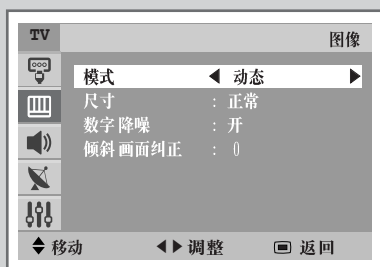 TV 图像
模式 ◀ 动态 ▶
尺寸 : 正常
数字降噪 : 开
倾斜画面纠正 : 0
移动 调整 返回